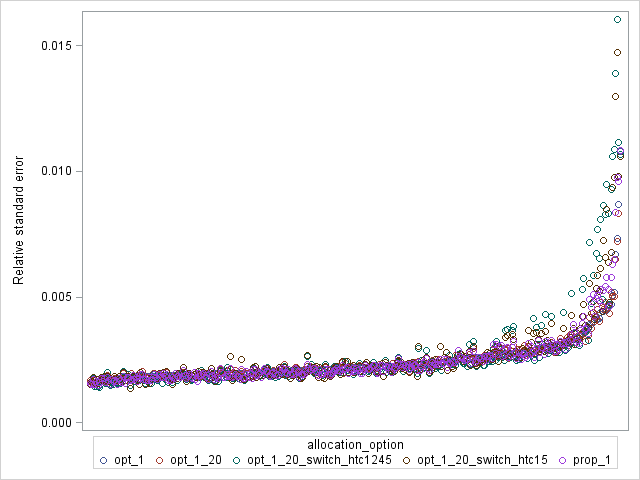 0.015
0.010
0.005
0.000
Relative standard error
allocation_option
opt_1 opt_1_20 opt_1_20_switch_htc1245 opt_1_20_switch_htc15 prop_1